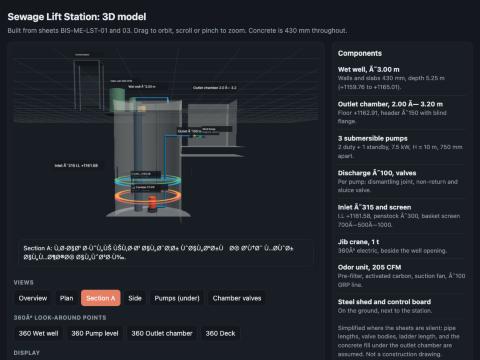 Sewage Lift Station: 3D model
Built from sheets BIS-ME-LST-01 and 03. Drag to orbit, scroll or pinch to zoom. Concrete is 430 mm throughout.
Wet well, Ã˜3.00 m
Outlet chamber 2.00 Ã— 3.2
Inlet Ã˜315 I.L +1161.58
Section A:
VIEWS
Overview
Plan
Section A
Side
Pumps (under)
Chamber valves
360Â° LOOK-AROUND POINTS
360 Wet well
360 Pump level
360 Outlet chamber
360 Deck
DISPLAY
Components
Wet well, Ã˜3.00 m
Walls and slabs 430 mm, depth 5.25 m
(+1159.76 to +1165.01).
Outlet chamber, 2.00 Ã— 3.20 m
Floor +1162.91, header Ã˜150 with blind
flange.
3 submersible pumps
2 duty + 1 standby, 7.5 kW, H = 10 m, 750 mm
apart.
Discharge Ã˜100, valves
Per pump: dismantling joint, non-return and
sluice valve.
Inlet Ã˜315 and screen
I.L +1161.58, penstock Ã˜300, basket screen
700Ã—500Ã—1000.
Jib crane, 1 t
360Â° electric, beside the wet well opening.
Odor unit, 205 CFM
Pre-filter, activated carbon, suction fan, Ã˜100
GRP line.
Steel shed and control board
On the ground, next to the station.
Simplified where the sheets are silent: pipe
lengths, valve bodies, ladder length, and the
concrete fill under the outlet chamber are
assumed. Not a construction drawing.